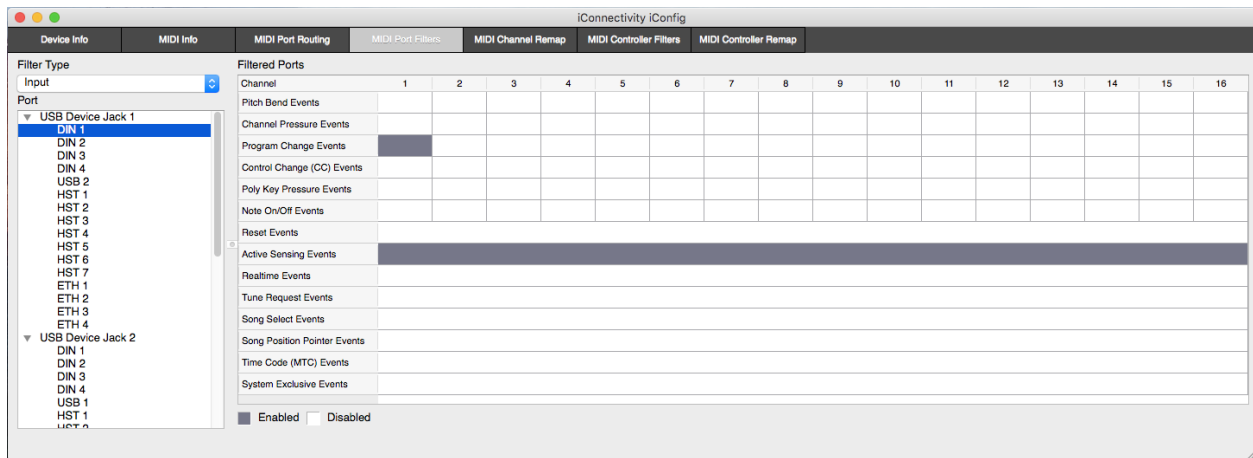 iConnectivity iConfig
Device Info MIDI Info MIDI Port Routing MIDI Port Filters MIDI Channel Remap MIDI Controller Filters MIDI Controller Remap
Filter Type
Input
Port
USB Device Jack 1
DIN 1
DIN 2
DIN 3
DIN 4
USB 2
HST 1
HST 2
HST 3
HST 4
HST 5
HST 6
HST 7
ETH 1
ETH 2
ETH 3
ETH 4
USB Device Jack 2
DIN 1
DIN 2
DIN 3
DIN 4
USB 1
HST 1
HST 2
Filtered Ports
Channel 1 2 3 4 5 6 7 8 9 10 11 12 13 14 15 16
Pitch Bend Events
Channel Pressure Events
Program Change Events
Control Change (CC) Events
Poly Key Pressure Events
Note On/Off Events
Reset Events
Active Sensing Events
Realtime Events
Tune Request Events
Song Select Events
Song Position Pointer Events
Time Code (MTC) Events
System Exclusive Events
Enabled Disabled